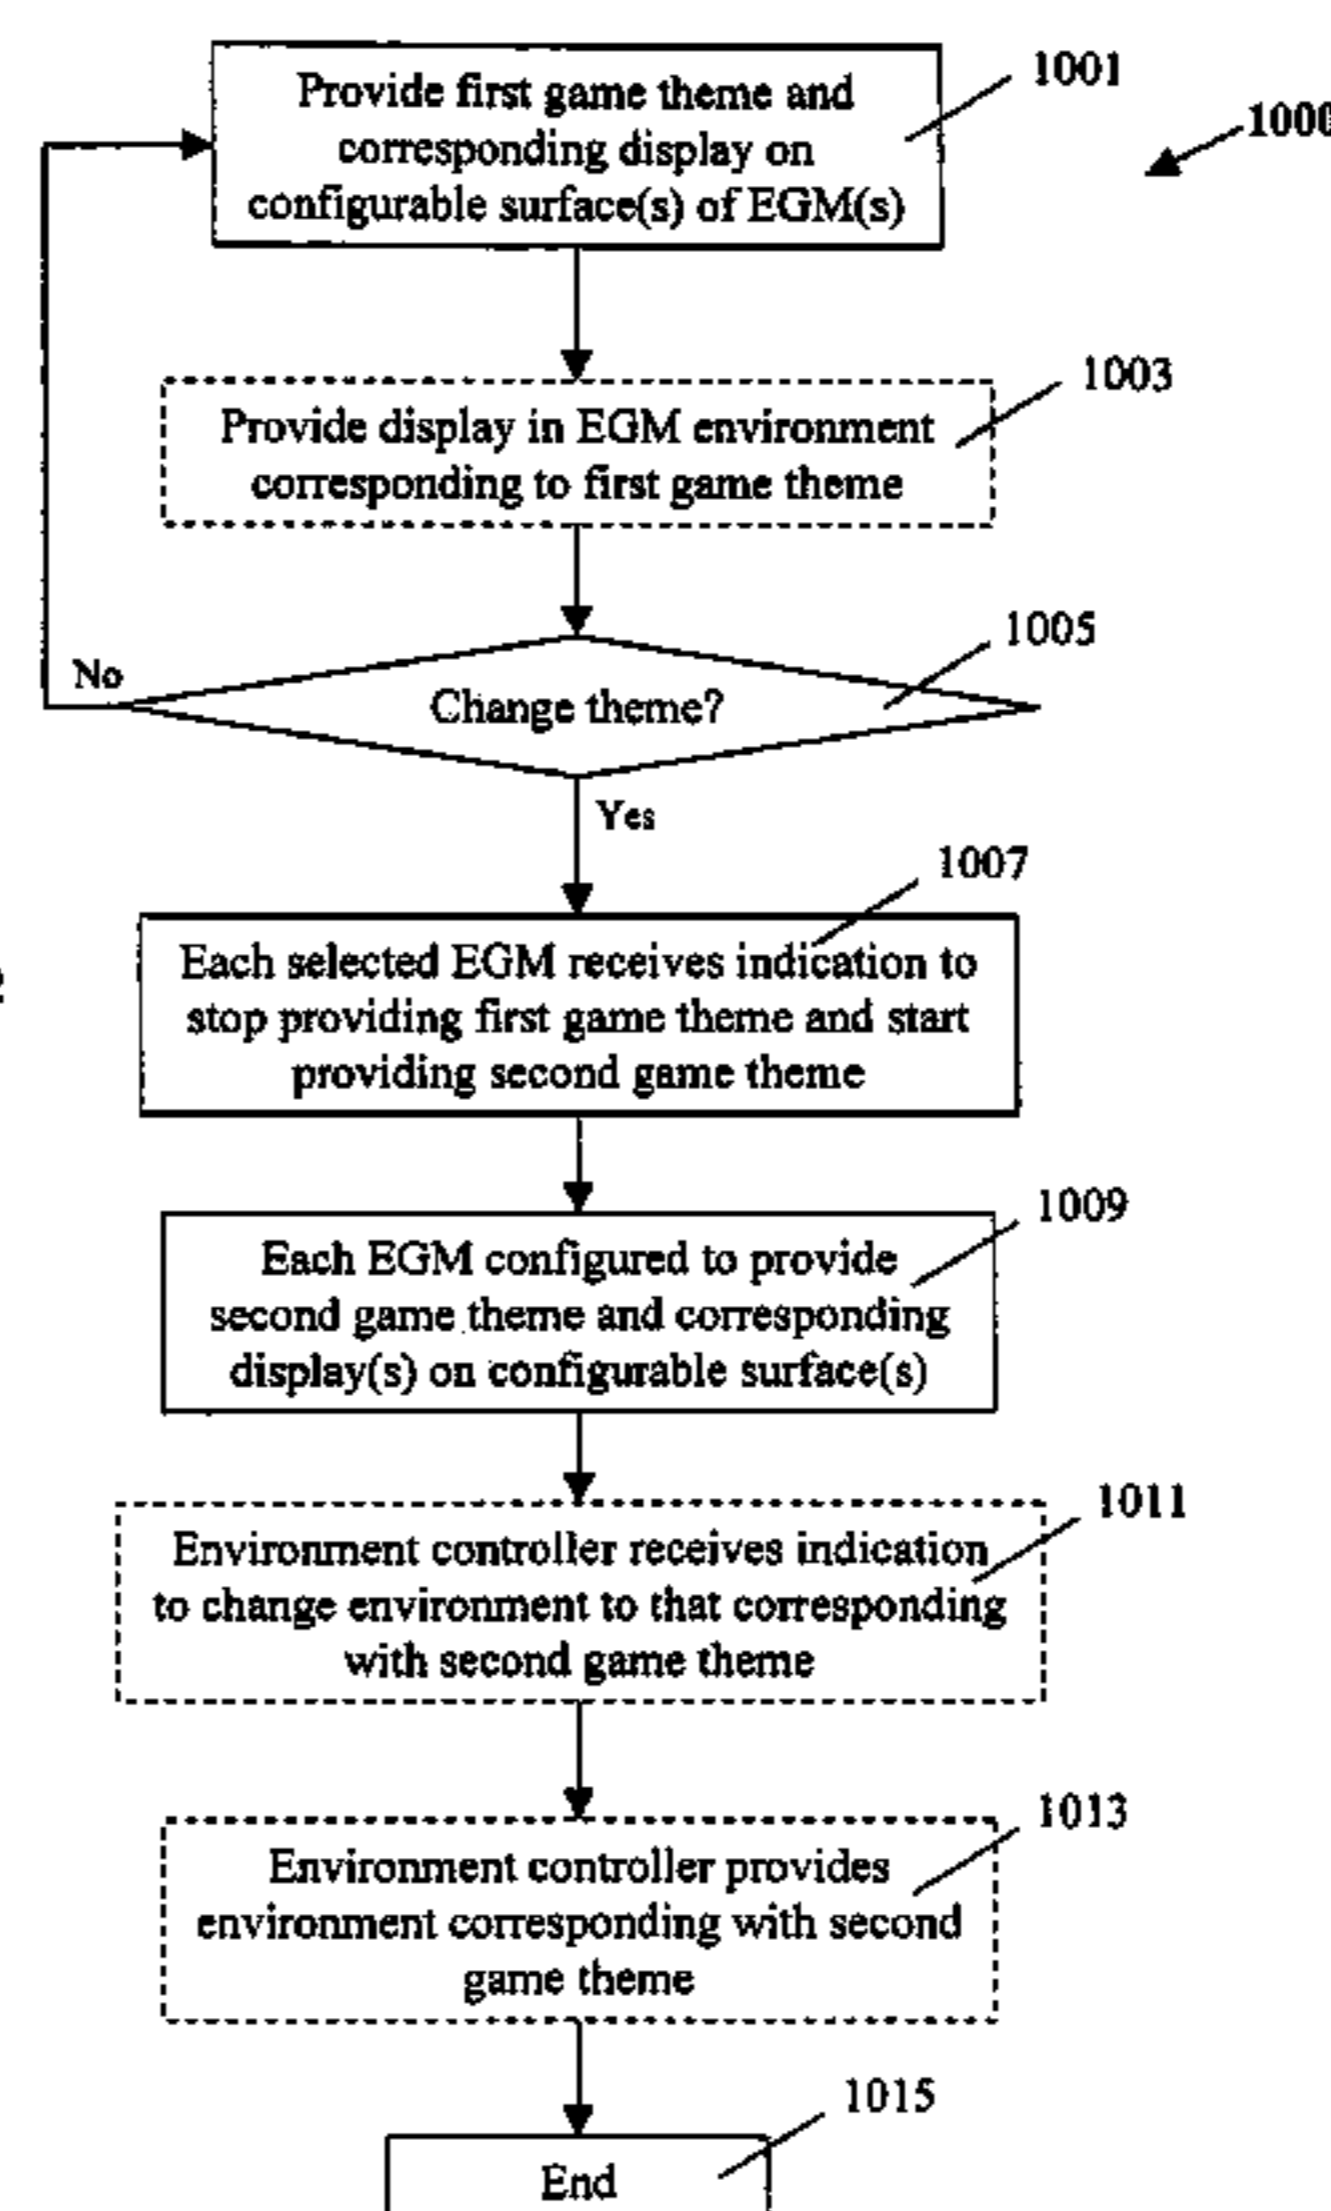 1001
1000
Provide first game theme and
corresponding display on
configurable surface(s) of EGM(s)
1003
Provide display in EGM environment
corresponding to first game theme
1005
No
Change theme?
Yes
1007
Each selected EGM receives indication to
stop providing first game theme and start
providing second game theme
1009
Each EGM configured to provide
second game theme and corresponding
display(s) on configurable surface(s)
1011
Environment controller receives indication
to change environment to that corresponding
with second game theme
1013
Environment controller provides
environment corresponding with second
game theme
1015
End